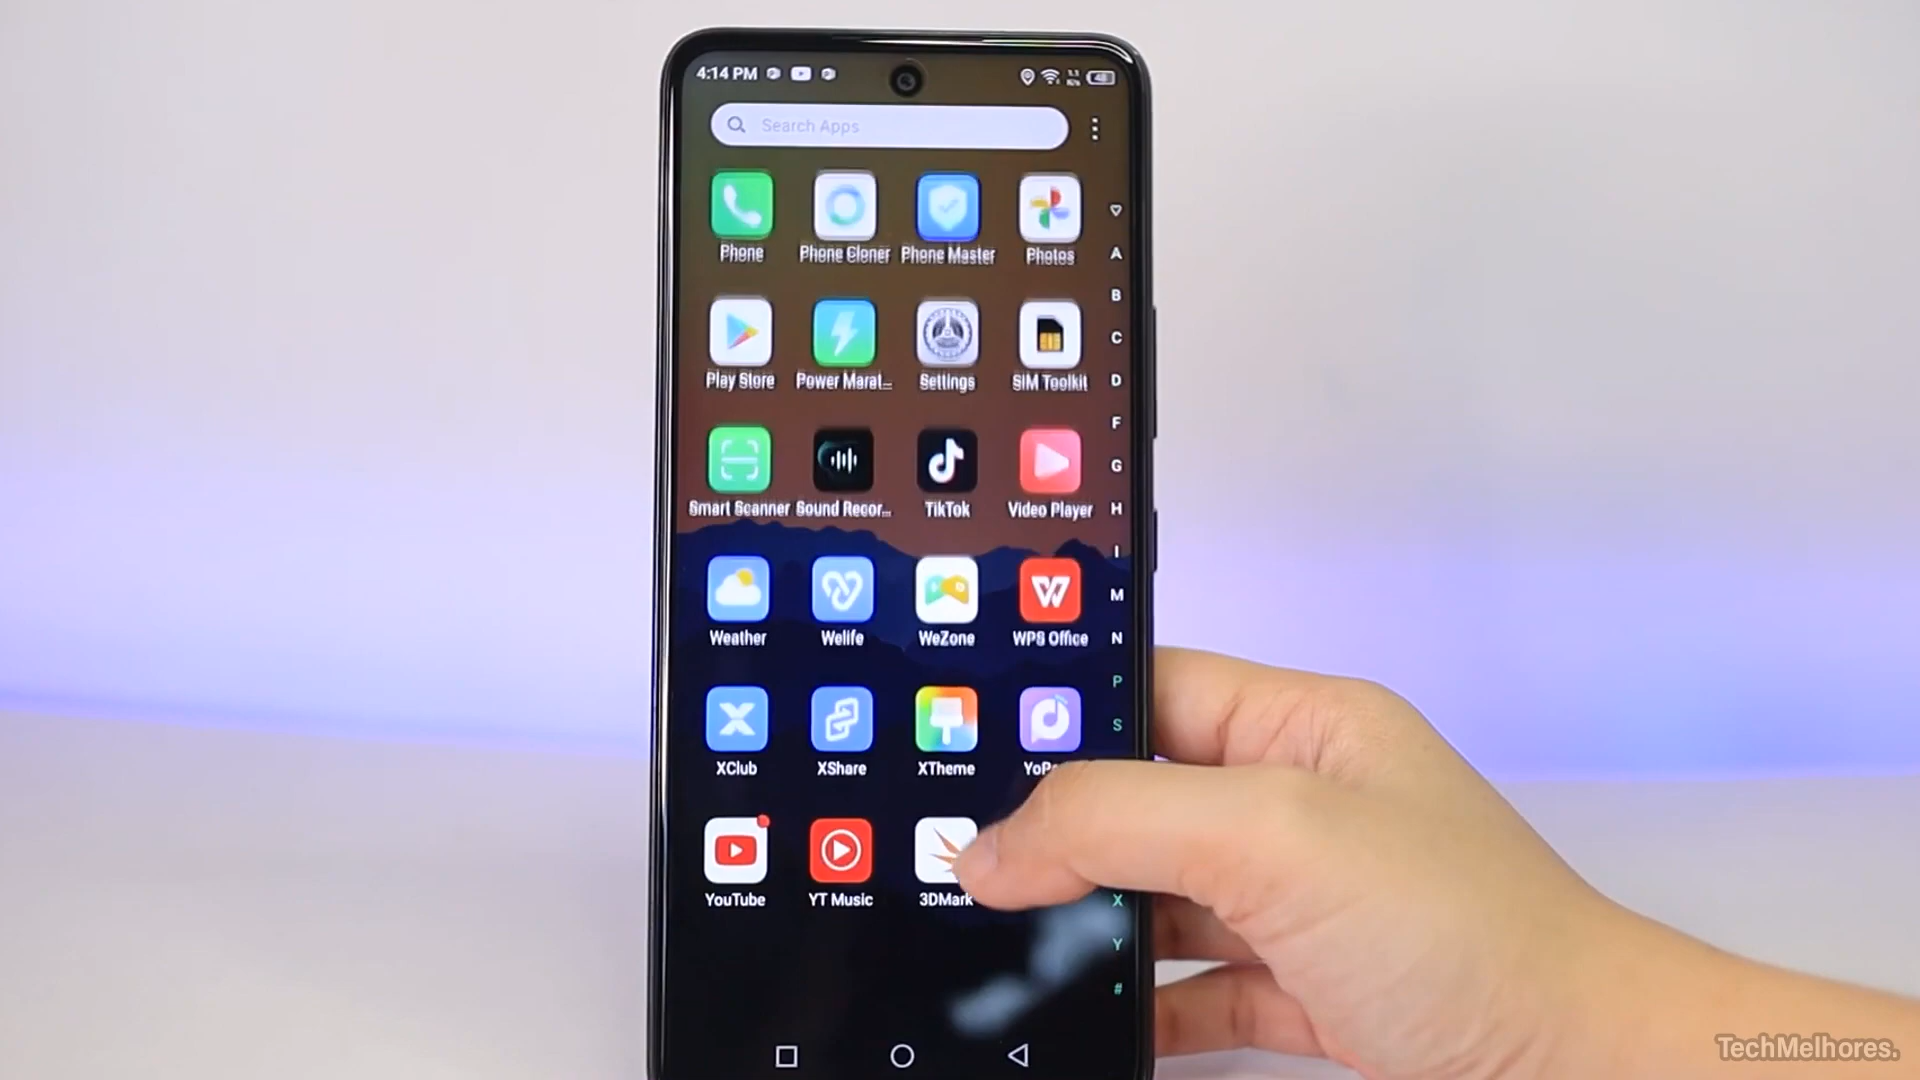 4:14 PM
48
Search Apps
Phone
Phone Cloner
Phone Master
Photos
A
B
Play Store
Power Marat...
Settings
SIM Toolkit
C
D
F
Smart Scanner
Sound Recor...
TikTok
Video Player
G
H
I
Weather
Welife
WeZone
WPS Office
M
N
P
XClub
XShare
XTheme
S
YouTube
YT Music
3DMark
X
Y
#
TechMelhores.